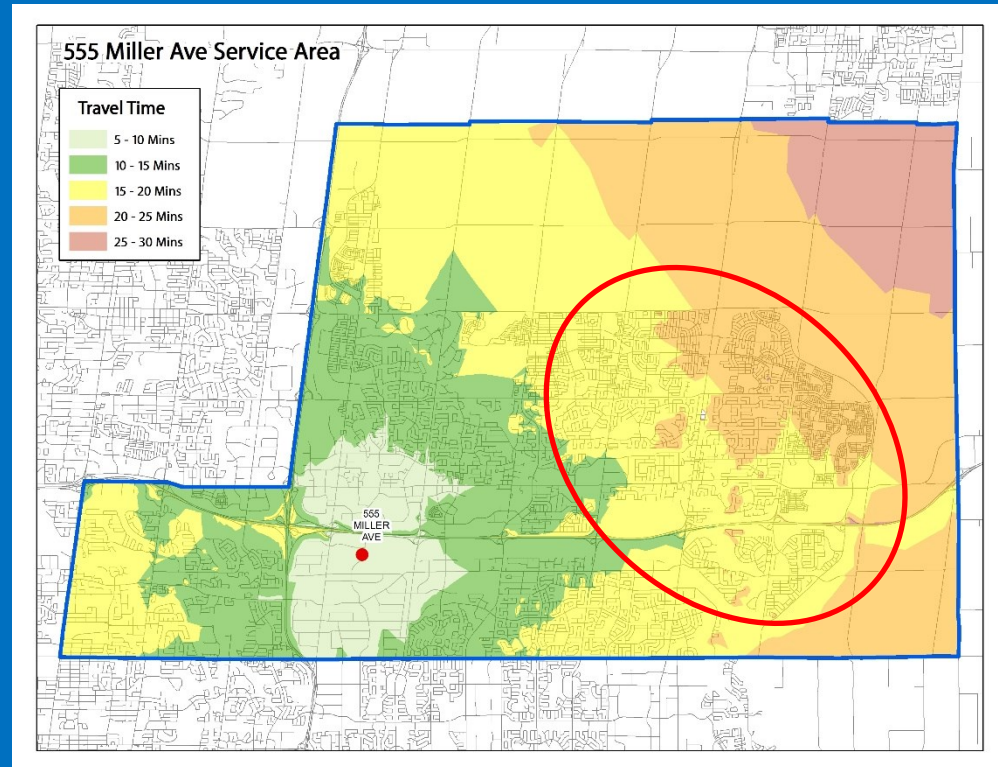 555 Miller Ave Service Area
Travel Time
5 - 10 Mins
10 - 15 Mins
15 - 20 Mins
20 - 25 Mins
25 - 30 Mins
555
MILLER
AVE